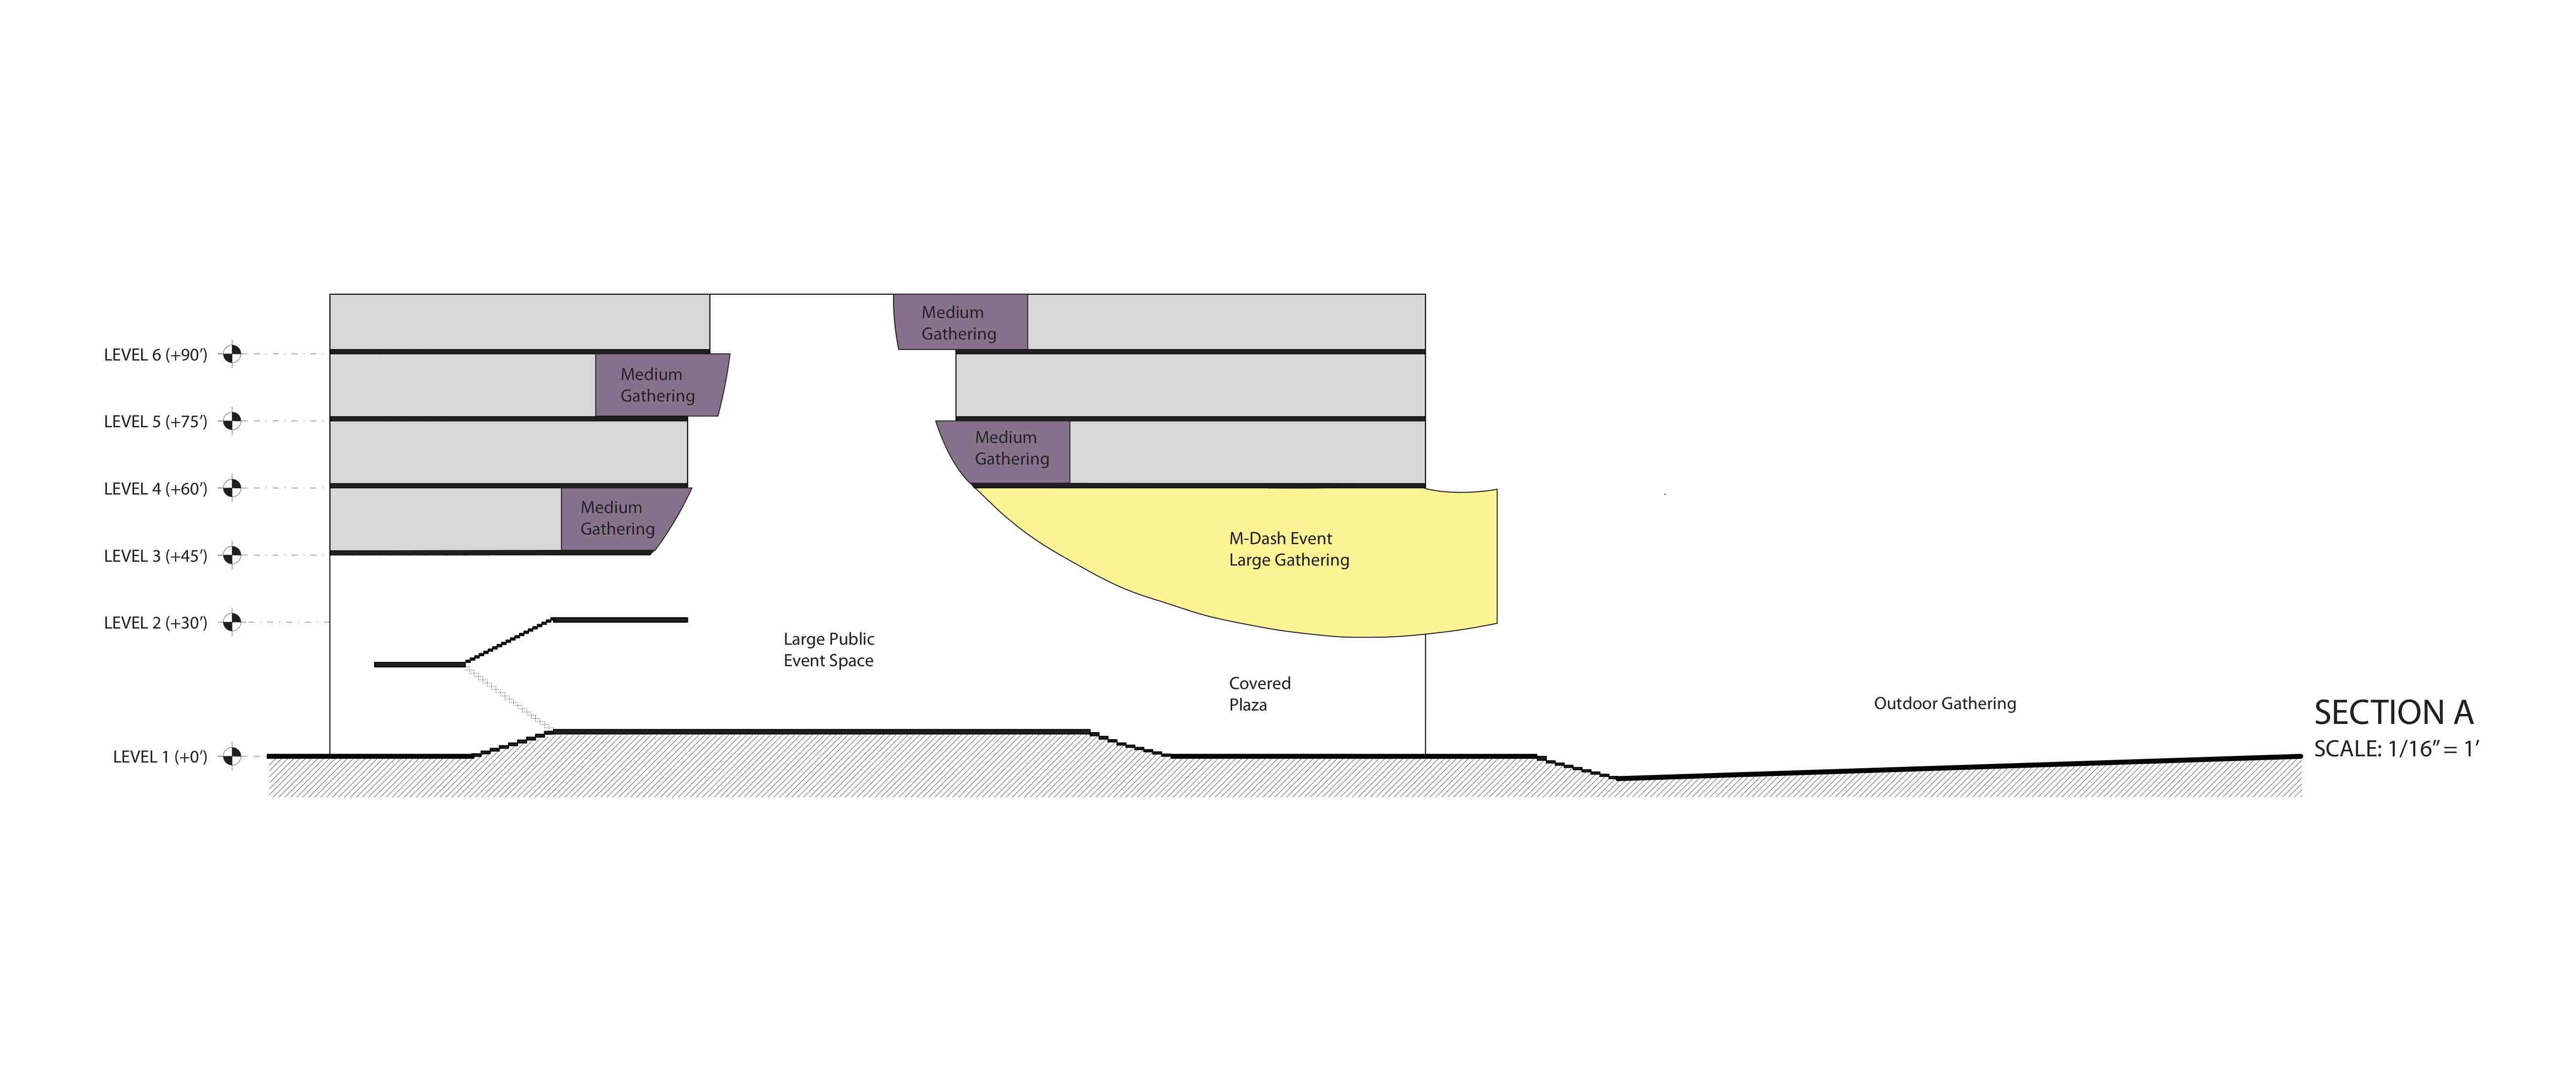 Medium
Gathering
LEVEL 6 (+90’)
Medium
Gathering
LEVEL 5 (+75’)
Medium
Gathering
LEVEL 4 (+60’)
Medium
Gathering
M-Dash Event
Large Gathering
LEVEL 3 (+45’)
LEVEL 2 (+30’)
Large Public
Event Space
Covered
Plaza
Outdoor Gathering
SECTION A
SCALE: 1/16” = 1’
LEVEL 1 (+0’)